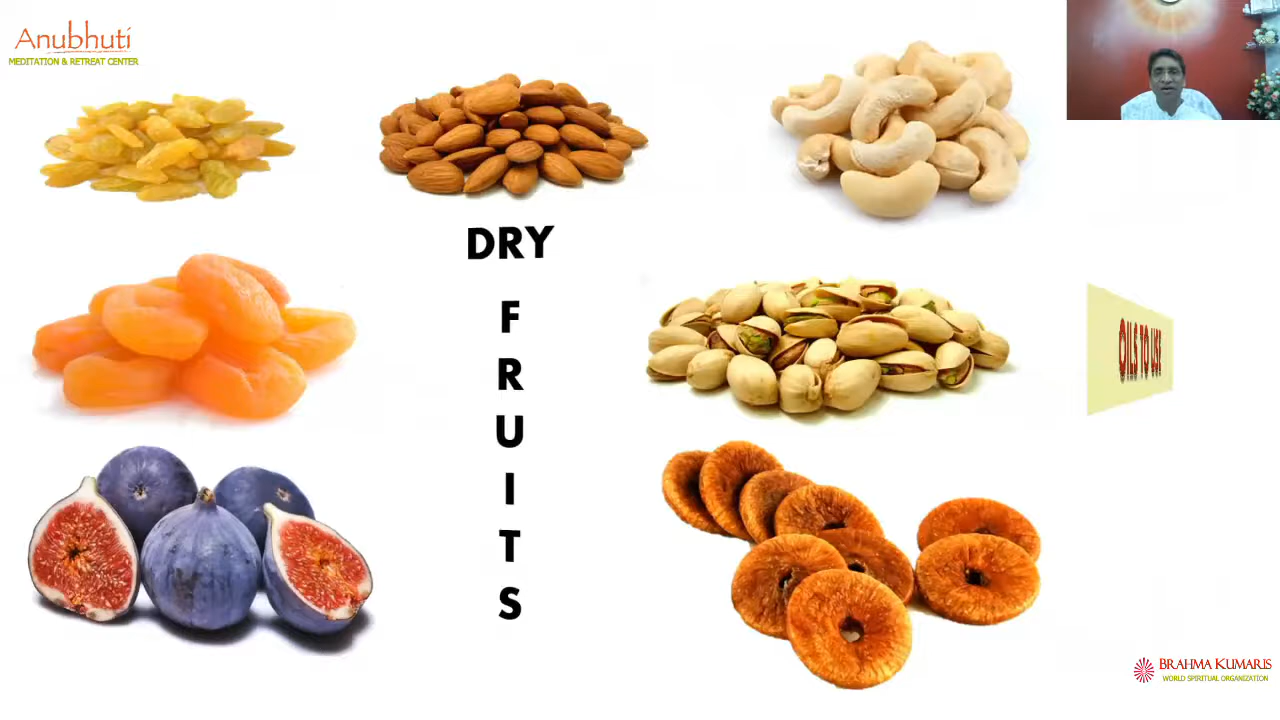 Anubhuti
MEDITATION & RETREAT CENTER
DRY
F
R
U
I
T
S
OILS TO USE
BRAHMA KUMARIS
WORLD SPIRITUAL ORGANIZATION